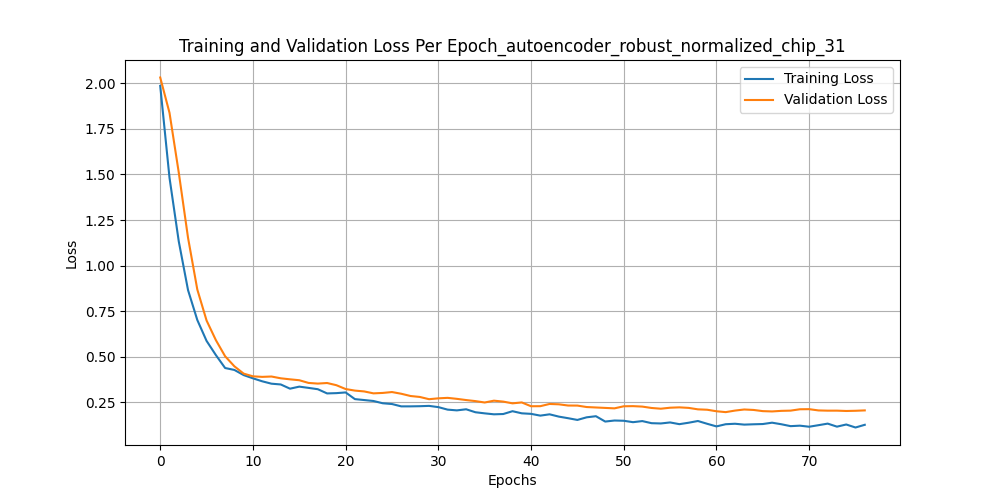 Training and Validation Loss Per Epoch_autoencoder_robust_normalized_chip_31
Training Loss
Validation Loss
2.00
1.75
1.50
1.25
1.00
0.75
0.50
0.25
Loss
0 10 20 30 40 50 60 70
Epochs